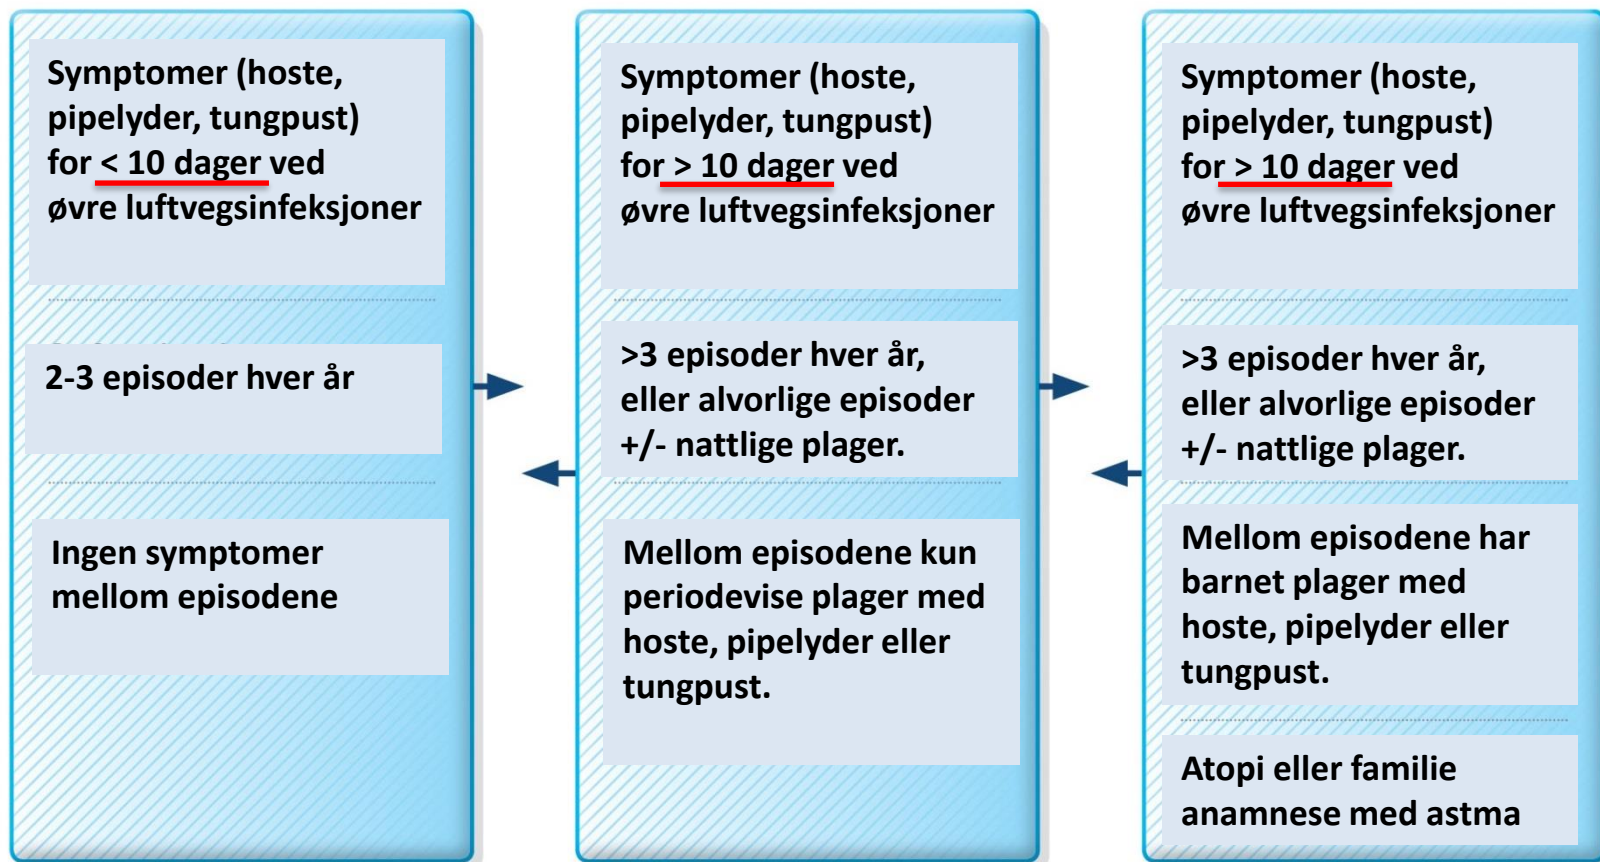 Symptomer (hoste,
pipelyder, tungpust)
for < 10 dager ved
øvre luftvegsinfeksjoner
2-3 episoder hver år
Ingen symptomer
mellom episodene
Symptomer (hoste,
pipelyder, tungpust)
for > 10 dager ved
øvre luftvegsinfeksjoner
>3 episoder hver år,
eller alvorlige episoder
+/- nattlige plager.
Mellom episodene kun
periodevise plager med
hoste, pipelyder eller
tungpust.
Symptomer (hoste,
pipelyder, tungpust)
for > 10 dager ved
øvre luftvegsinfeksjoner
>3 episoder hver år,
eller alvorlige episoder
+/- nattlige plager.
Mellom episodene har
barnet plager med
hoste, pipelyder eller
tungpust.
Atopi eller familie
anamnese med astma